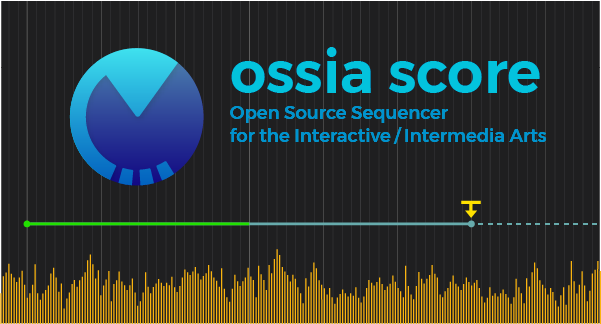 ossia score
Open Source Sequencer
for the Interactive / Intermedia Arts